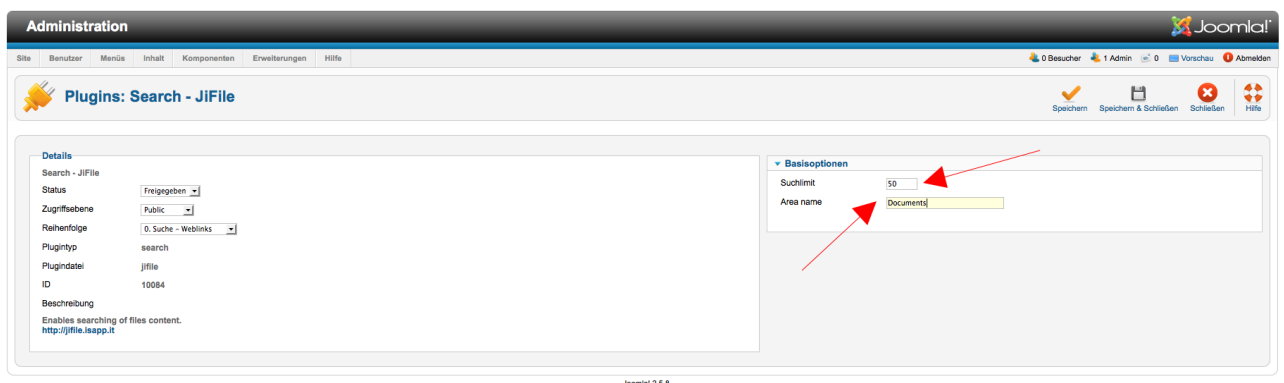 Administration
Joomla!
Site Benutzer Menüs Inhalt Komponenten Erweiterungen Hilfe
0 Besucher 1 Admin 0 Vorschau Abmelden
Plugins: Search - JiFile
Speichern Speichern & Schließen Schließen Hilfe
Details
Search - JiFile
Status Freigegeben
Zugriffsebene Public
Reihenfolge 0. Suche - Weblinks
Plugintyp search
Plugindatei jifile
ID 10084
Beschreibung
Enables searching of files content.
http://jifile.isapp.it
Basisoptionen
Suchlimit 50
Area name Documents